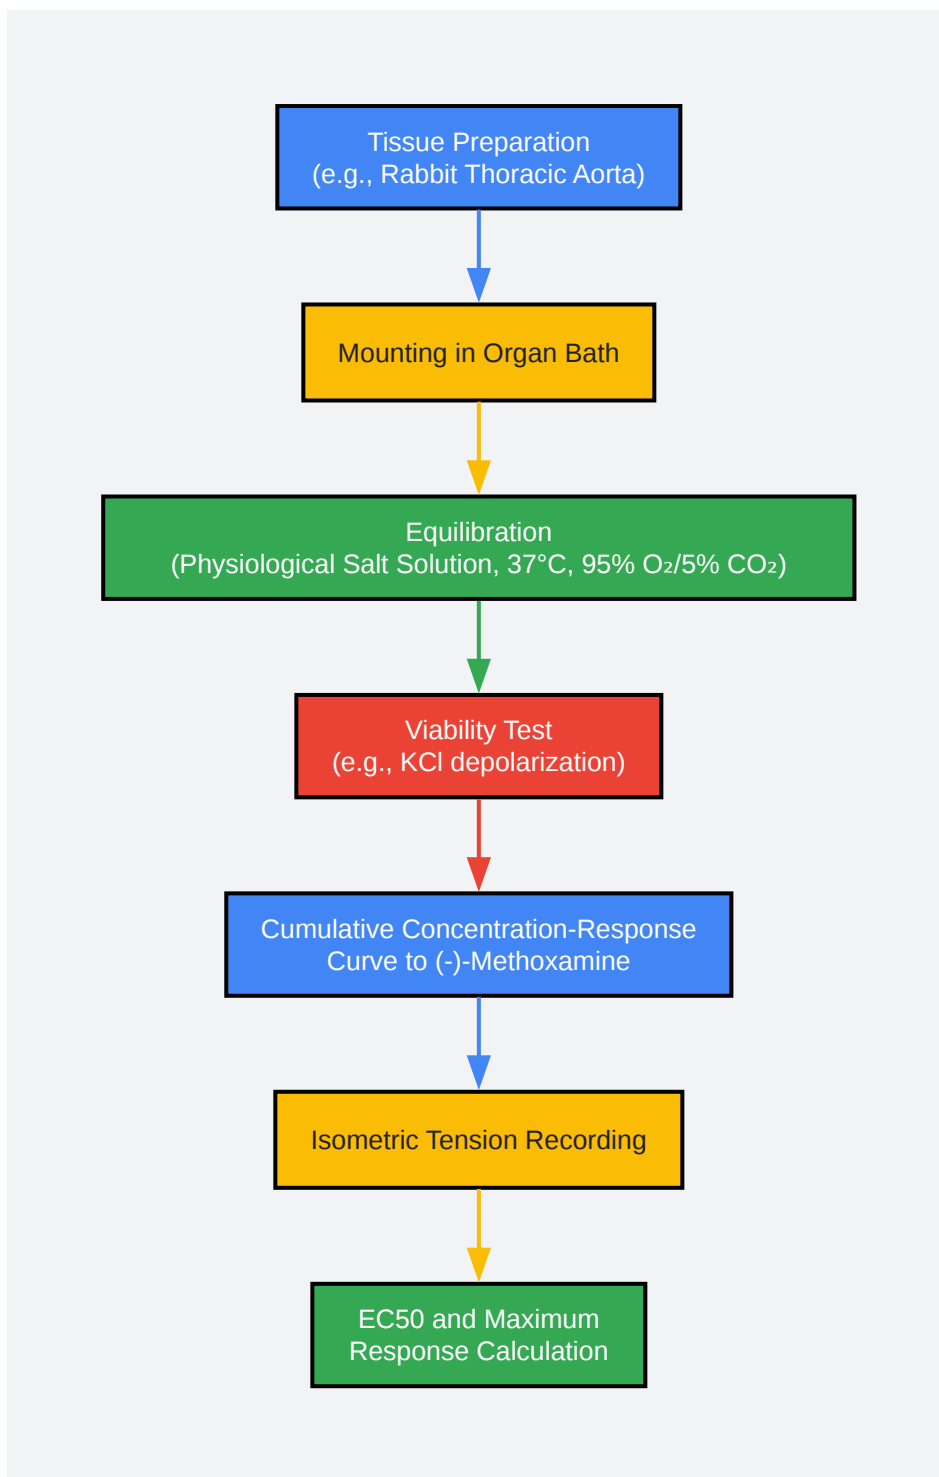 Tissue Preparation
(e.g., Rabbit Thoracic Aorta)
Mounting in Organ Bath
Equilibration
(Physiological Salt Solution, 37°C, 95% O₂/5% CO₂)
Viability Test
(e.g., KCl depolarization)
Cumulative Concentration-Response
Curve to (-)-Methoxamine
Isometric Tension Recording
EC50 and Maximum
Response Calculation